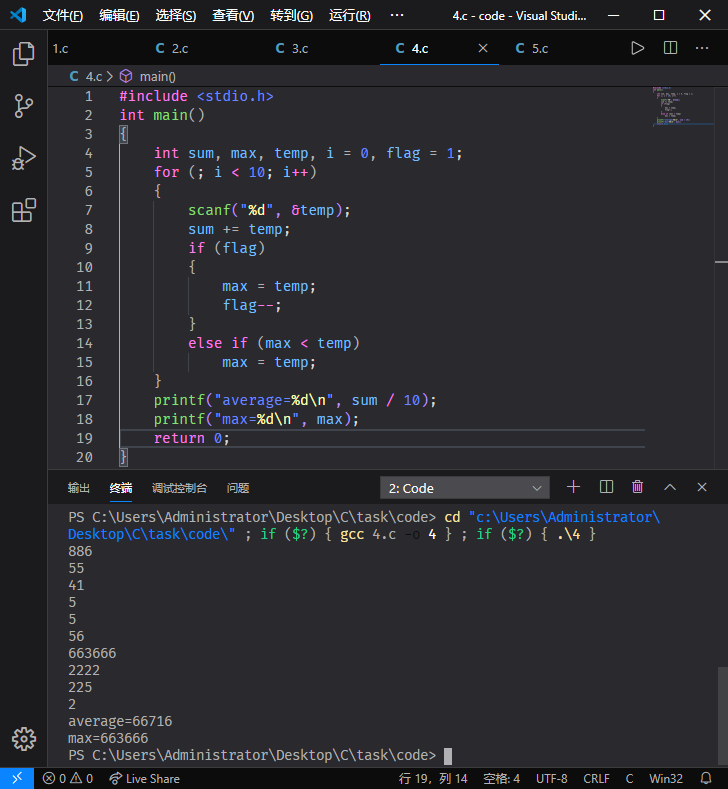 文件(F) 编辑(E) 选择(S) 查看(V) 转到(G) 运行(R) ··· 4.c - code - Visual Studi...
1.c C 2.c C 3.c C 4.c C 5.c
C 4.c > main()
1 #include <stdio.h>
2 int main()
3 {
4 int sum, max, temp, i = 0, flag = 1;
5 for (; i < 10; i++)
6 {
7 scanf("%d", &temp);
8 sum += temp;
9 if (flag)
10 {
11 max = temp;
12 flag--;
13 }
14 else if (max < temp)
15 max = temp;
16 }
17 printf("average=%d\n", sum / 10);
18 printf("max=%d\n", max);
19 return 0;
20 }
输出 终端 调试控制台 问题 2: Code
PS C:\Users\Administrator\Desktop\C\task\code> cd "c:\Users\Administrator\
Desktop\C\task\code\" ; if ($?) { gcc 4.c -o 4 } ; if ($?) { .\4 }
886
55
41
5
5
56
663666
2222
225
2
average=66716
max=663666
PS C:\Users\Administrator\Desktop\C\task\code>
0 0 Live Share 行 19, 列 14 空格: 4 UTF-8 CRLF C Win32